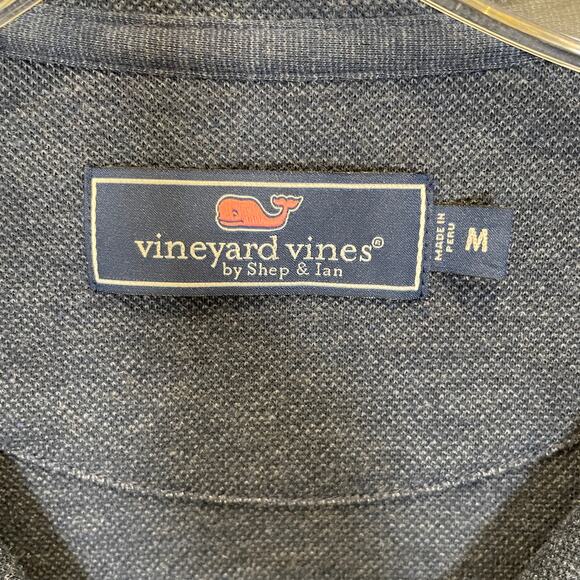 vineyard vines®
by Shep & Ian
MADE IN
PERU
M